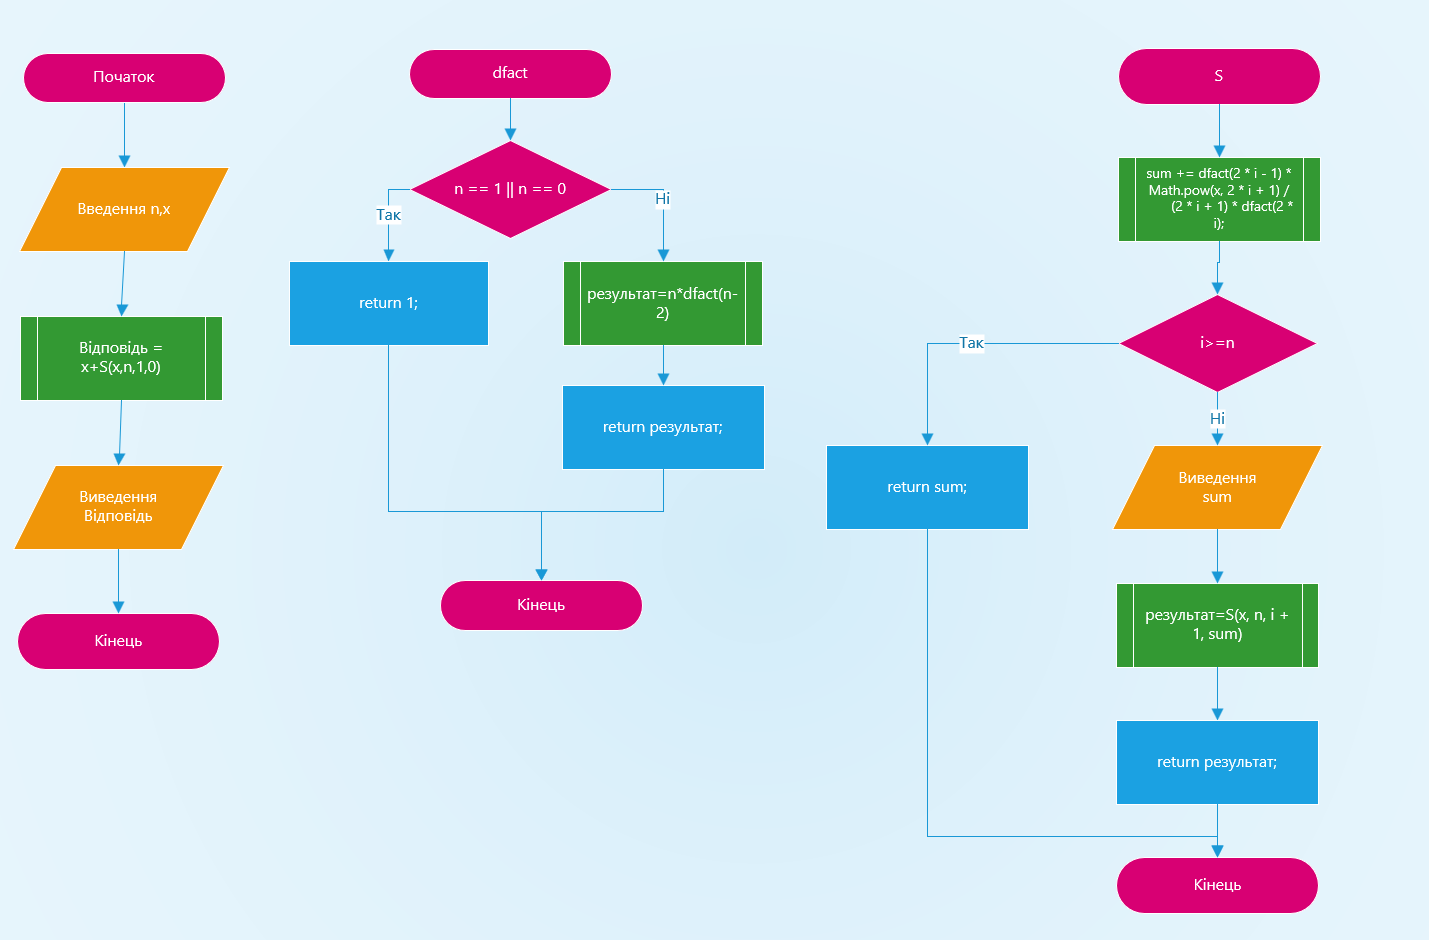 Початок
Введення n,x
Відповідь =
x+S(x,n,1,0)
Виведення
Відповідь
Кінець
dfact
n == 1 || n == 0
Так
Ні
return 1;
результат=n*dfact(n-
2)
return результат;
Кінець
S
sum += dfact(2 * i - 1) *
Math.pow(x, 2 * i + 1) /
(2 * i + 1) * dfact(2 *
i);
i>=n
Так
Ні
return sum;
Виведення
sum
результат=S(x, n, i +
1, sum)
return результат;
Кінець